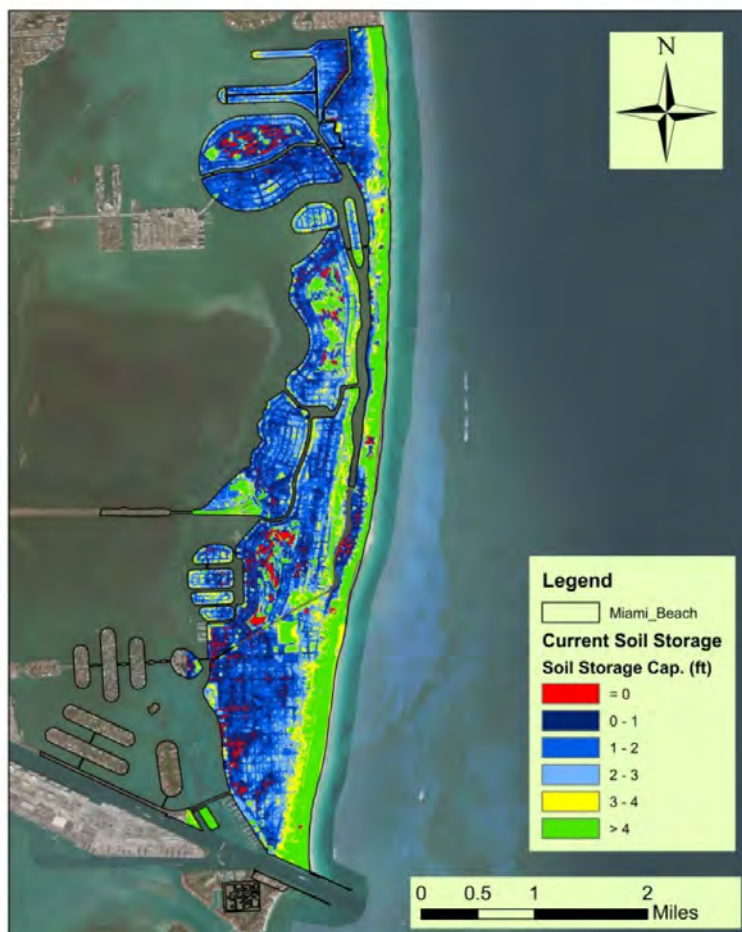 N
Legend
Miami_Beach
Current Soil Storage
Soil Storage Cap. (ft)
= 0
0 - 1
1 - 2
2 - 3
3 - 4
> 4
0 0.5 1 2
Miles